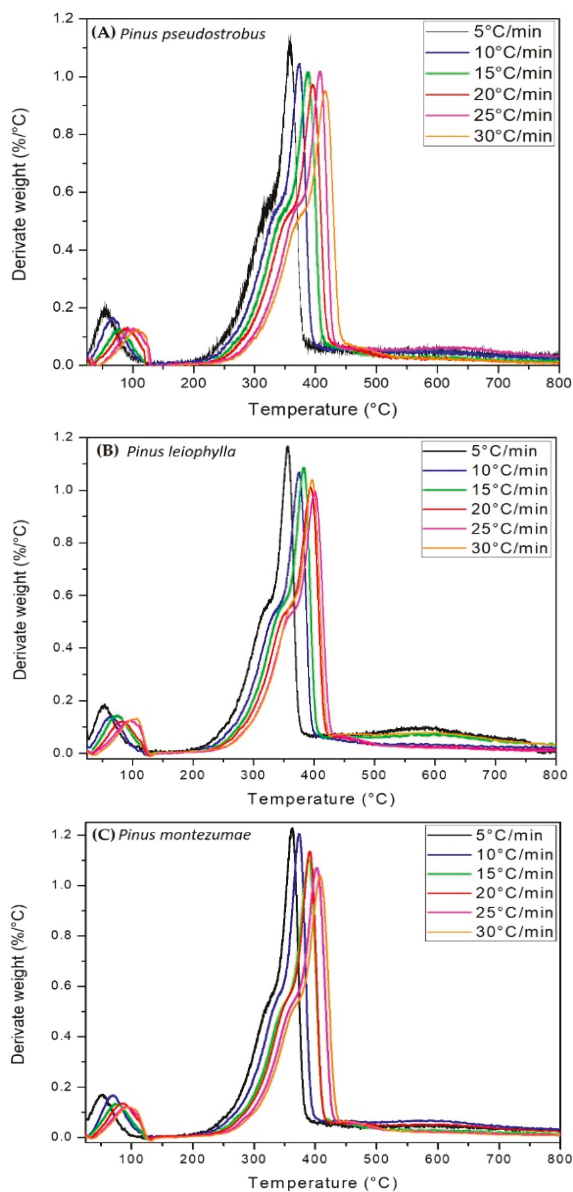 (A) Pinus pseudostrobus
5°C/min
10°C/min
15°C/min
20°C/min
25°C/min
30°C/min
1.2
1.0
0.8
0.6
0.4
0.2
0.0
Derivate weight (%/°C)
100 200 300 400 500 600 700 800
Temperature (°C)
(B) Pinus leiophylla
5°C/min
10°C/min
15°C/min
20°C/min
25°C/min
30°C/min
1.2
1.0
0.8
0.6
0.4
0.2
0.0
Derivate weight (%/°C)
100 200 300 400 500 600 700 800
Temperature (°C)
(C) Pinus montezumae
5°C/min
10°C/min
15°C/min
20°C/min
25°C/min
30°C/min
1.2
1.0
0.8
0.6
0.4
0.2
0.0
Derivate weight (%/°C)
100 200 300 400 500 600 700 800
Temperature (°C)